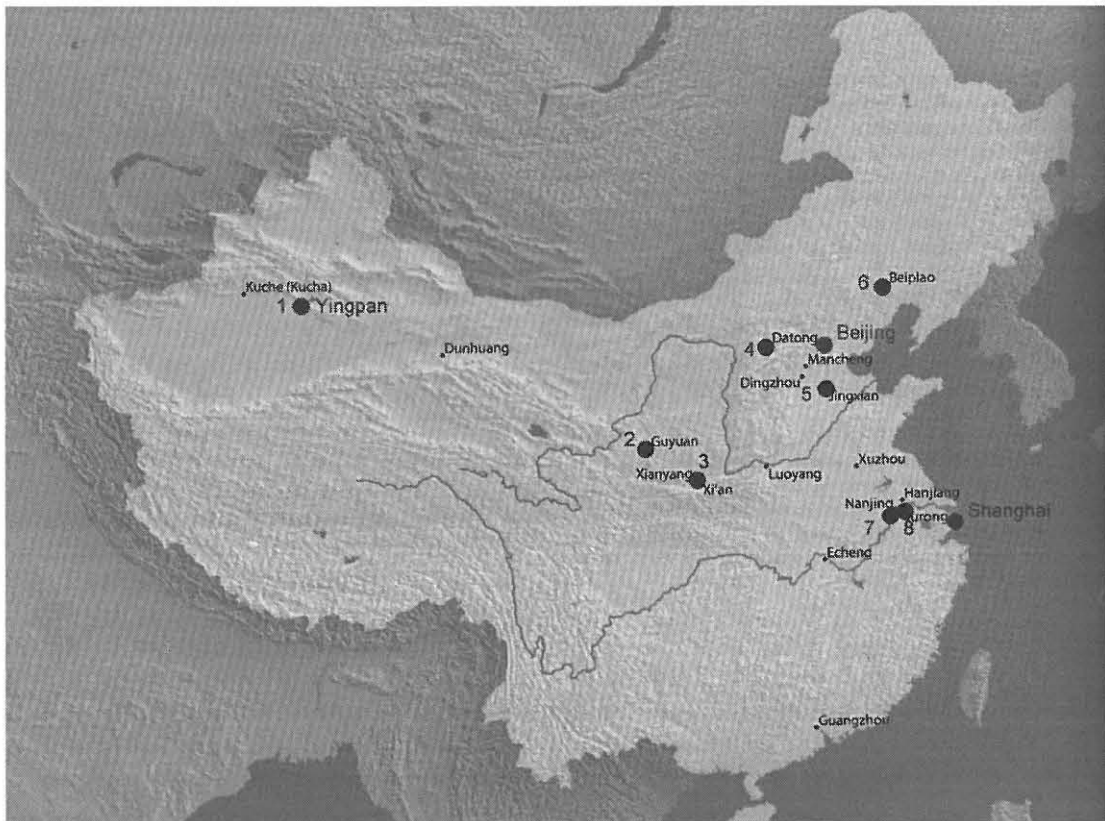 6 Beipiao
Kuche (Kucha)
1 Yingpan
Datong
Beijing
4
Dunhuang
Mancheng
Dingzhou
5 Jingxian
2 Guyuan
3
Xianyang
Xi'an
Luoyang
Xuzhou
Hanjiang
Nanjing
Shanghai
7
8
Echeng
Guangzhou